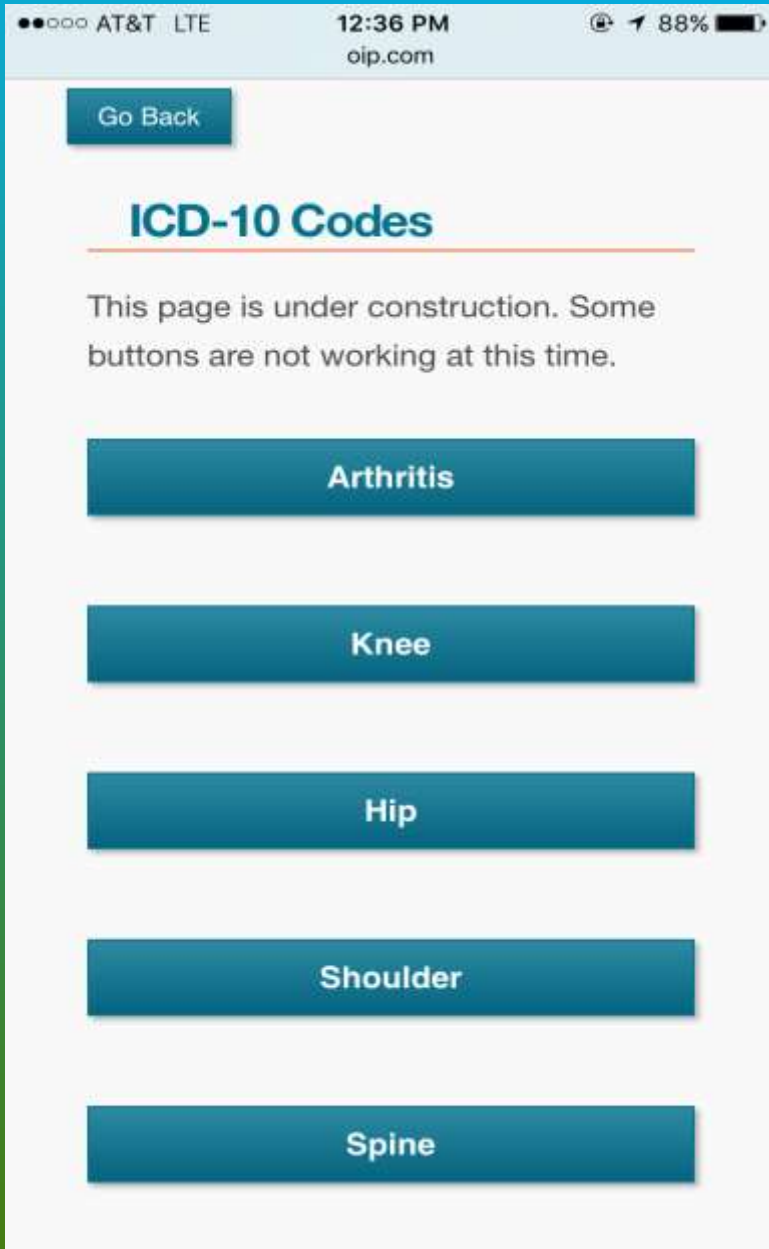 AT&T LTE 12:36 PM 88%
oip.com
Go Back
ICD-10 Codes
This page is under construction. Some
buttons are not working at this time.
Arthritis
Knee
Hip
Shoulder
Spine